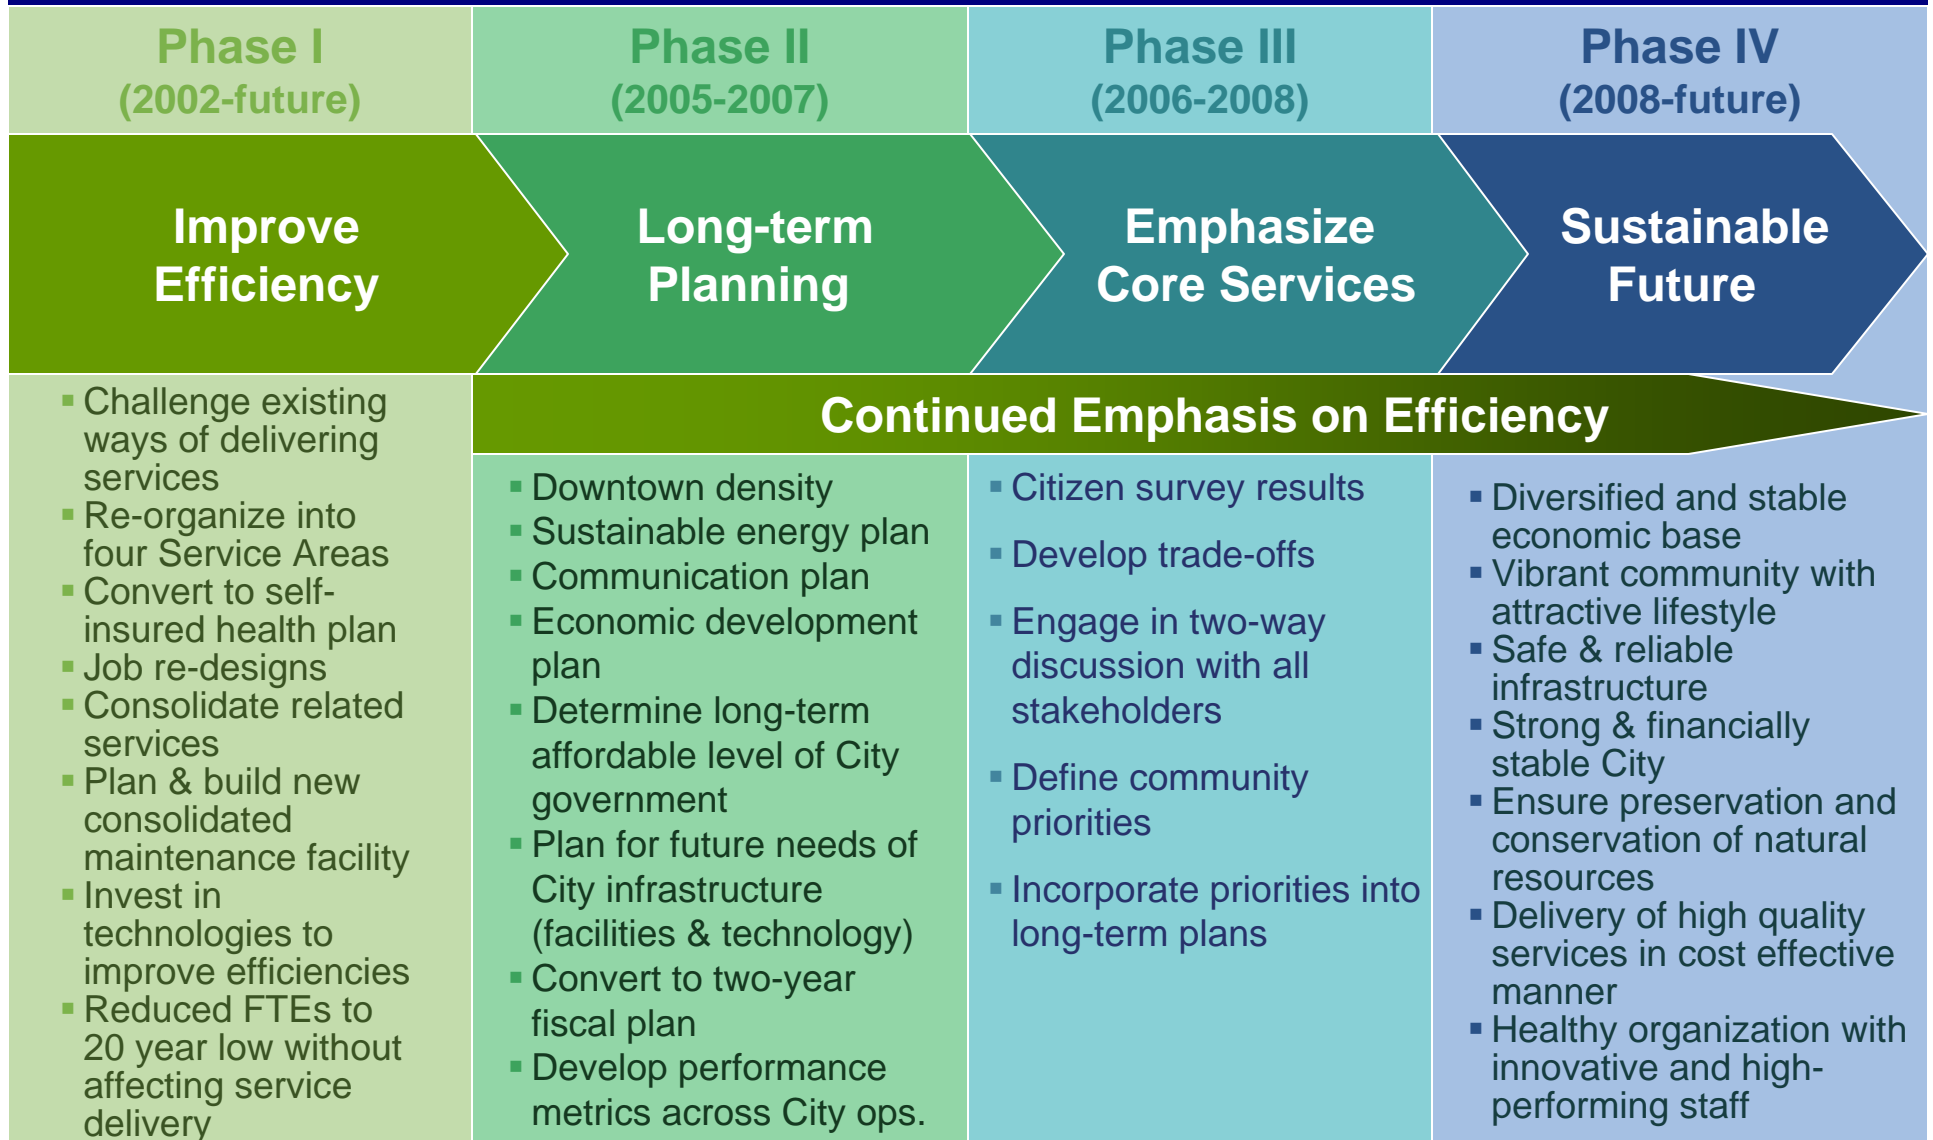 Phase I
(2002-future)
Phase II
(2005-2007)
Phase III
(2006-2008)
Phase IV
(2008-future)
Improve
Efficiency
Long-term
Planning
Emphasize
Core Services
Sustainable
Future
Continued Emphasis on Efficiency
▪ Challenge existing
ways of delivering
services
▪ Re-organize into
four Service Areas
▪ Convert to self-
insured health plan
▪ Job re-designs
▪ Consolidate related
services
▪ Plan & build new
consolidated
maintenance facility
▪ Invest in
technologies to
improve efficiencies
▪ Reduced FTEs to
20 year low without
affecting service
delivery
▪ Downtown density
▪ Sustainable energy plan
▪ Communication plan
▪ Economic development
plan
▪ Determine long-term
affordable level of City
government
▪ Plan for future needs of
City infrastructure
(facilities & technology)
▪ Convert to two-year
fiscal plan
▪ Develop performance
metrics across City ops.
▪ Citizen survey results
▪ Develop trade-offs
▪ Engage in two-way
discussion with all
stakeholders
▪ Define community
priorities
▪ Incorporate priorities into
long-term plans
▪ Diversified and stable
economic base
▪ Vibrant community with
attractive lifestyle
▪ Safe & reliable
infrastructure
▪ Strong & financially
stable City
▪ Ensure preservation and
conservation of natural
resources
▪ Delivery of high quality
services in cost effective
manner
▪ Healthy organization with
innovative and high-
performing staff